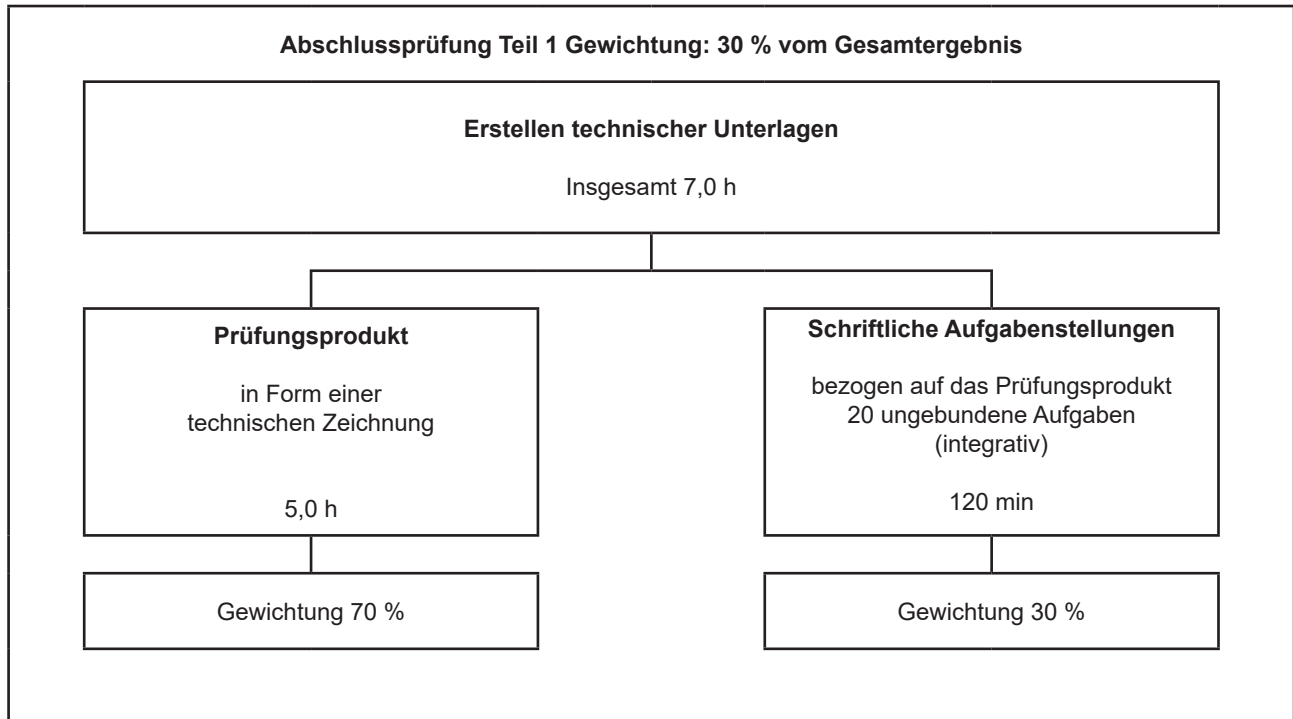 Abschlussprüfung Teil 1 Gewichtung: 30 % vom Gesamtergebnis
Erstellen technischer Unterlagen
Insgesamt 7,0 h
Prüfungsprodukt
in Form einer
technischen Zeichnung
5,0 h
Gewichtung 70 %
Schriftliche Aufgabenstellungen
bezogen auf das Prüfungsprodukt
20 ungebundene Aufgaben
(integrativ)
120 min
Gewichtung 30 %